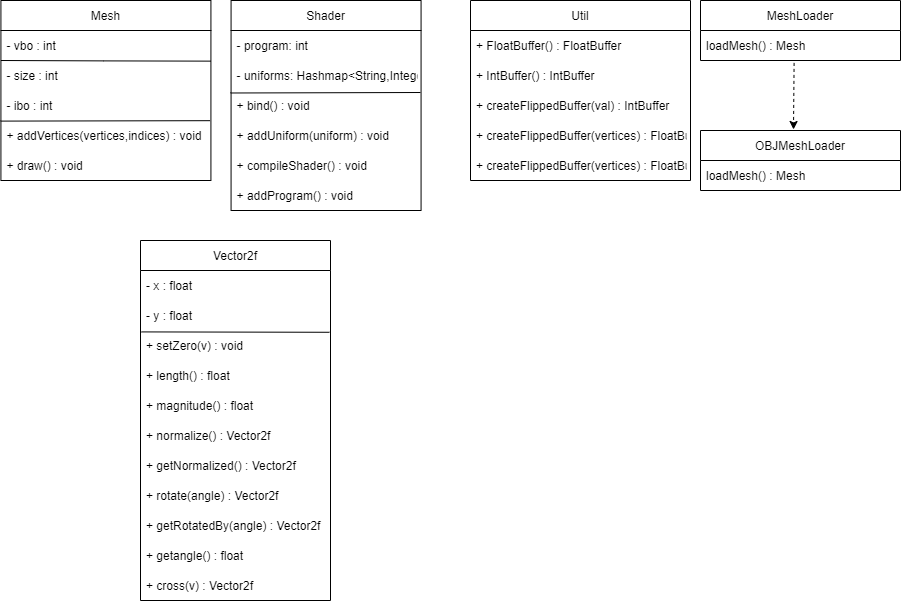 Mesh
- vbo : int
- size : int
- ibo : int
+ addVertices(vertices,indices) : void
+ draw() : void
Shader
- program: int
- uniforms: Hashmap<String,Integ
+ bind() : void
+ addUniform(uniform) : void
+ compileShader() : void
+ addProgram() : void
Util
+ FloatBuffer() : FloatBuffer
+ IntBuffer() : IntBuffer
+ createFlippedBuffer(val) : IntBuffer
+ createFlippedBuffer(vertices) : FloatB
+ createFlippedBuffer(vertices) : FloatB
MeshLoader
loadMesh() : Mesh
OBJMeshLoader
loadMesh() : Mesh
Vector2f
- x : float
- y : float
+ setZero(v) : void
+ length() : float
+ magnitude() : float
+ normalize() : Vector2f
+ getNormalized() : Vector2f
+ rotate(angle) : Vector2f
+ getRotatedBy(angle) : Vector2f
+ getangle() : float
+ cross(v) : Vector2f